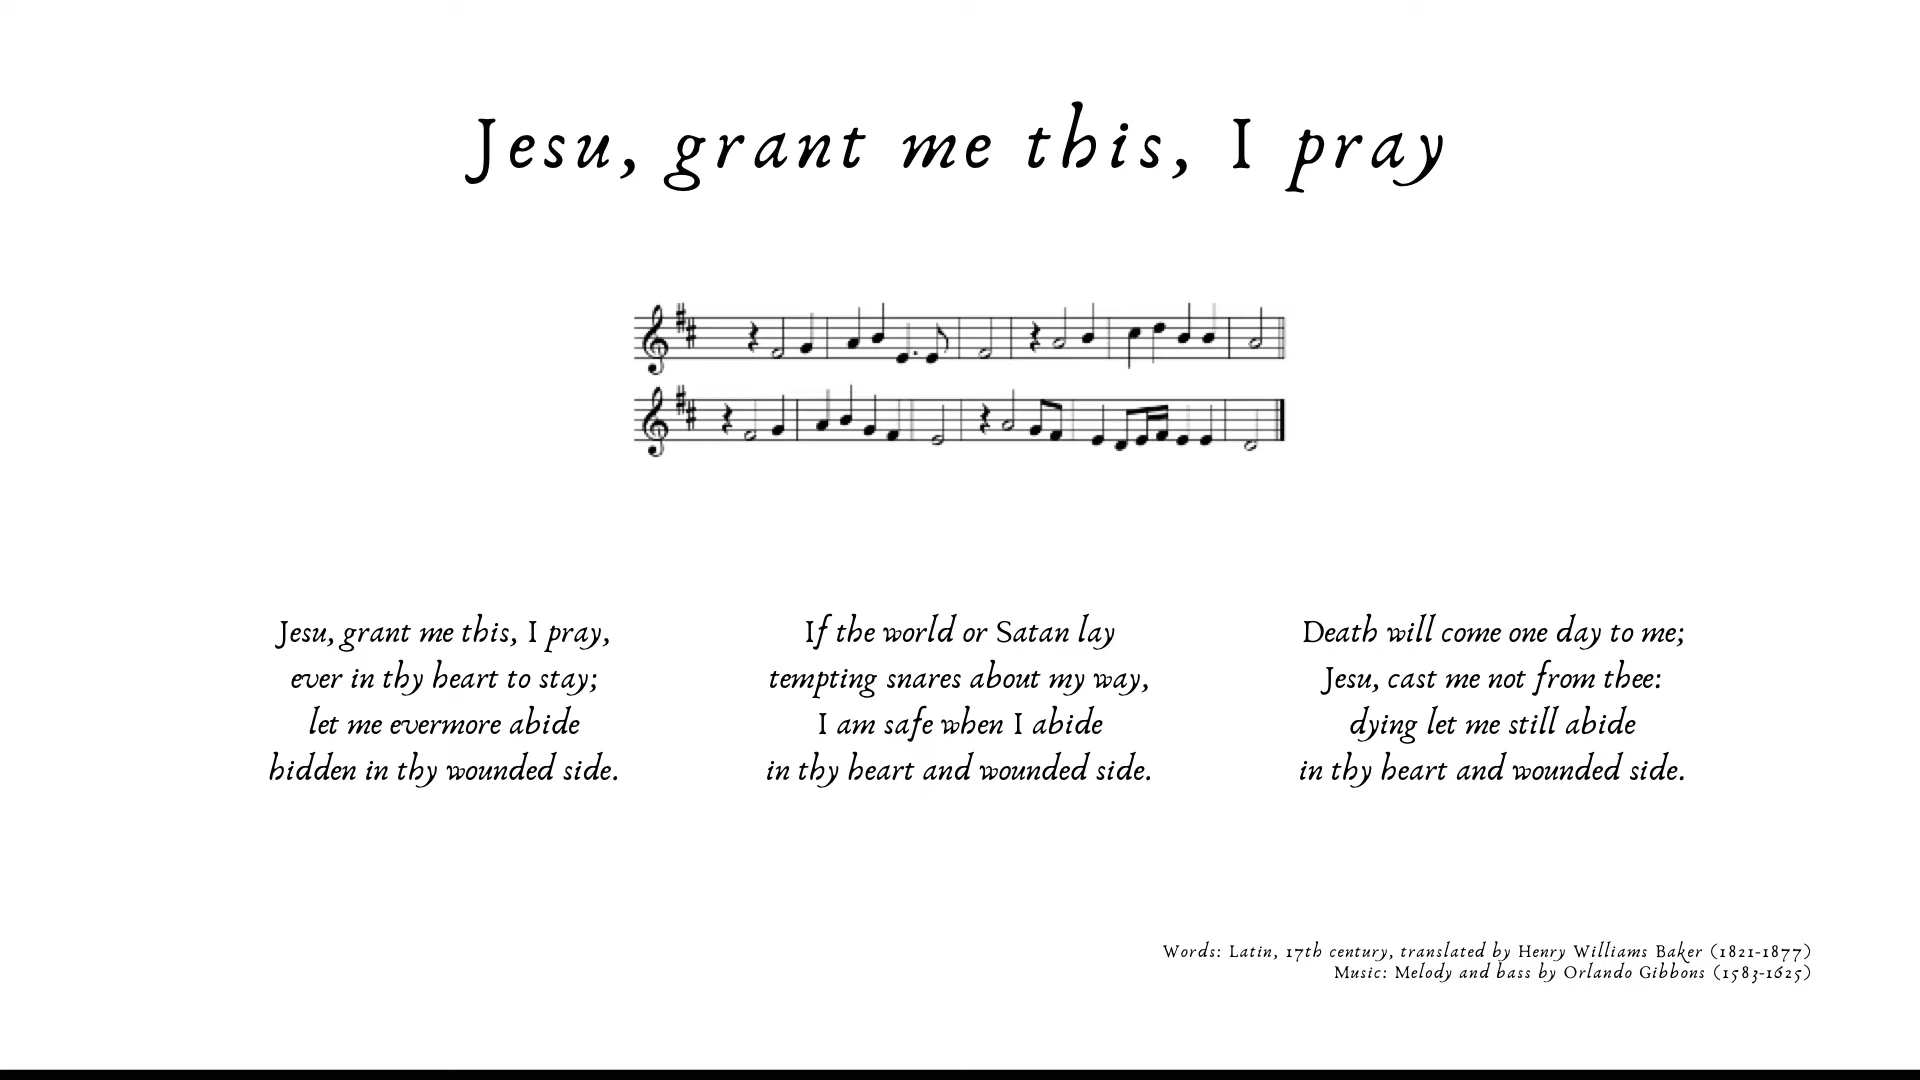 Jesu, grant me this, I pray
Jesu, grant me this, I pray,
ever in thy heart to stay;
let me evermore abide
hidden in thy wounded side.
If the world or Satan lay
tempting snares about my way,
I am safe when I abide
in thy heart and wounded side.
Death will come one day to me;
Jesu, cast me not from thee:
dying let me still abide
in thy heart and wounded side.
Words: Latin, 17th century, translated by Henry Williams Baker (1821-1877)
Music: Melody and bass by Orlando Gibbons (1583-1625)